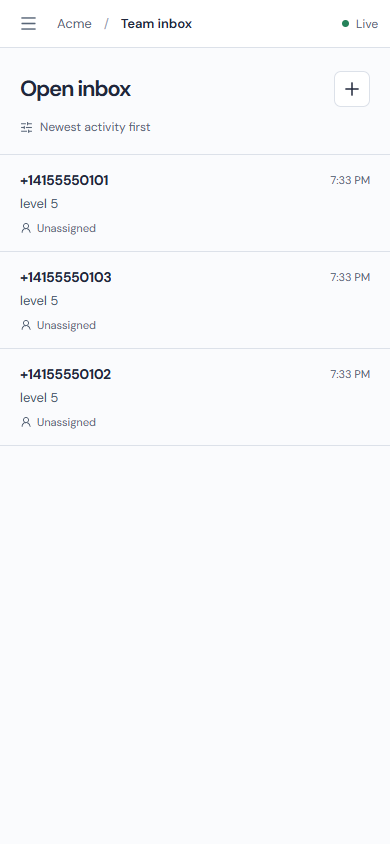 Acme / Team inbox Live
Open inbox
Newest activity first
+14155550101 7:33 PM
level 5
Unassigned
+14155550103 7:33 PM
level 5
Unassigned
+14155550102 7:33 PM
level 5
Unassigned